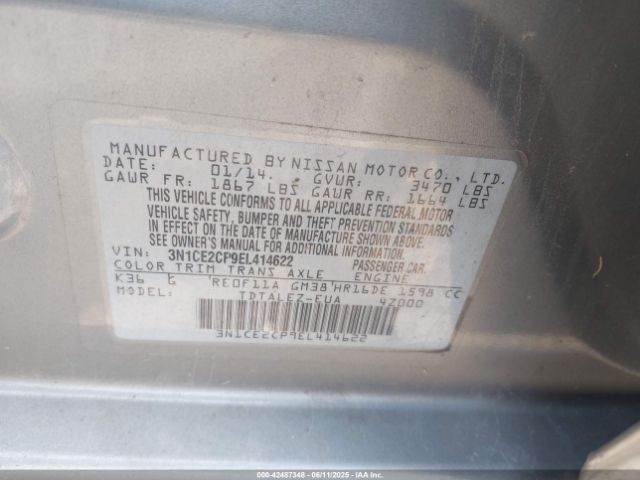 MANUFACTURED BY NISSAN MOTOR CO., LTD.
DATE: 01/14. GVWR: 3470 LBS
GAWR FR: 1867 LBS GAWR RR: 1664 LBS
THIS VEHICLE CONFORMS TO ALL APPLICABLE FEDERAL MOTOR
VEHICLE SAFETY, BUMPER AND THEFT PREVENTION STANDARDS
IN EFFECT ON THE DATE OF MANUFACTURE SHOWN ABOVE.
SEE OWNER'S MANUAL FOR ADDITIONAL INFORMATION.
VIN: 3N1CE2CP9EL414622 PASSENGER CAR.
COLOR TRIM TRANS AXLE ENGINE
K36 G RE0F11A GM38 HR16DE 1598 CC
MODEL: TDTALEZ-EUA 4Z000
3N1CE2CP9EL414622
000-42487348 - 06/11/2025 - IAA Inc.